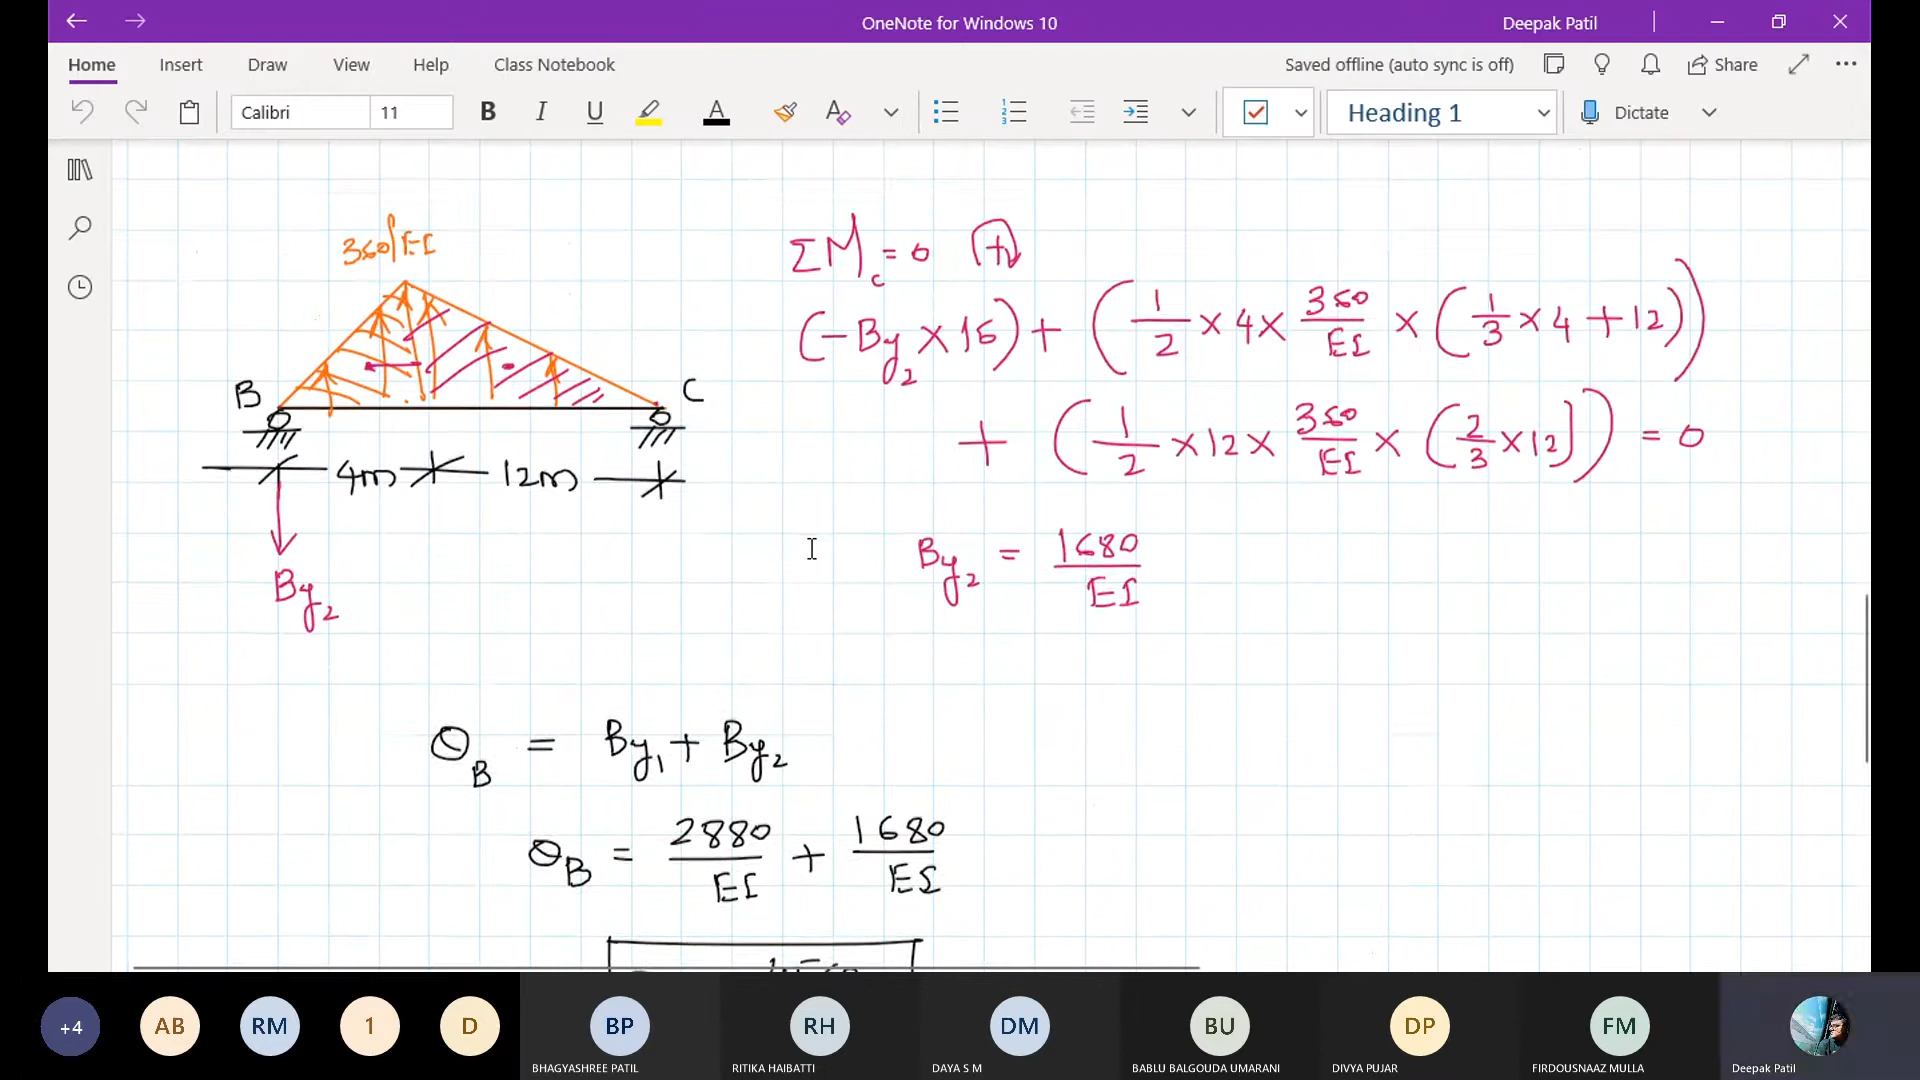 OneNote for Windows 10
Deepak Patil
Home Insert Draw View Help Class Notebook
Saved offline (auto sync is off) Share
Calibri 11 B I U A Heading 1 Dictate
360/EI
B C
4m 12m
By₂
ΣM_c = 0 (+)
(-By₂ × 16) + (1/2 × 4 × 360/EI × (1/3 × 4 + 12))
+ (1/2 × 12 × 360/EI × (2/3 × 12)) = 0
By₂ = 1680/EI
θ_B = By₁ + By₂
θ_B = 2880/EI + 1680/EI
+4 AB RM 1 D BP RH DM BU DP FM
BHAGYASHREE PATIL RITIKA HAIBATTI DAYA S M BABLU BALGOUDA UMARANI DIVYA PUJAR FIRDOUSNAAZ MULLA Deepak Patil